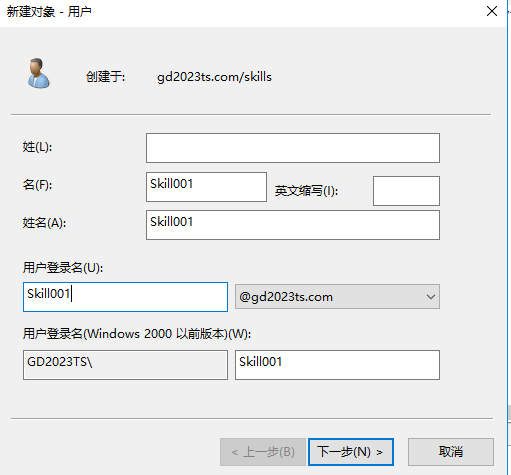 新建对象 - 用户
创建于: gd2023ts.com/skills
姓(L):
名(F): Skill001 英文缩写(I):
姓名(A): Skill001
用户登录名(U):
Skill001 @gd2023ts.com
用户登录名(Windows 2000 以前版本)(W):
GD2023TS\ Skill001
< 上一步(B) 下一步(N) > 取消